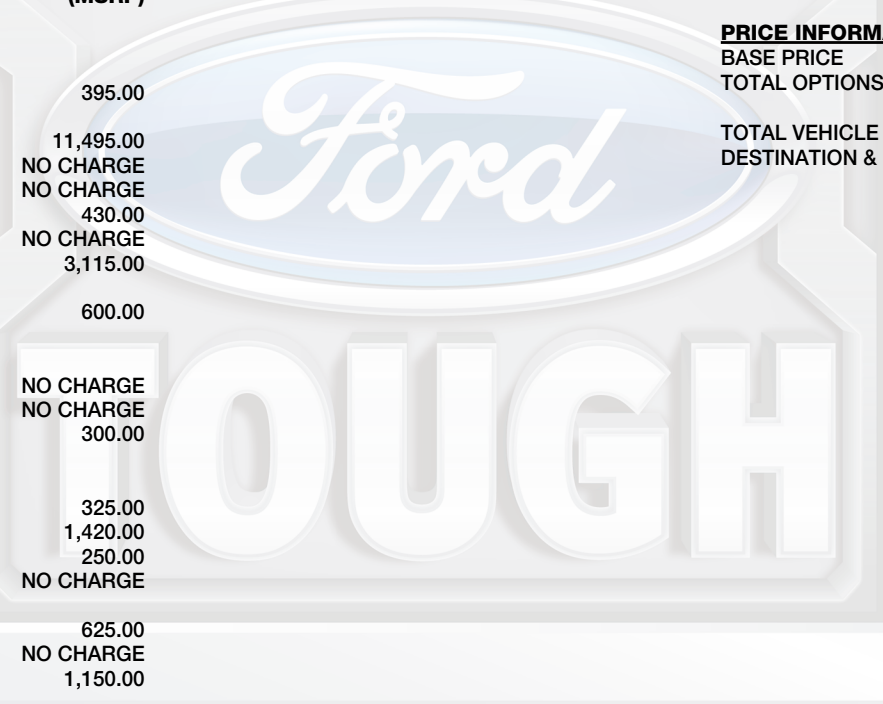 (MSRP)
395.00
11,495.00
NO CHARGE
NO CHARGE
430.00
NO CHARGE
3,115.00
600.00
NO CHARGE
NO CHARGE
300.00
325.00
1,420.00
250.00
NO CHARGE
625.00
NO CHARGE
1,150.00
PRICE INFORMA
BASE PRICE
TOTAL OPTIONS
TOTAL VEHICLE
DESTINATION &
Ford
TOUGH